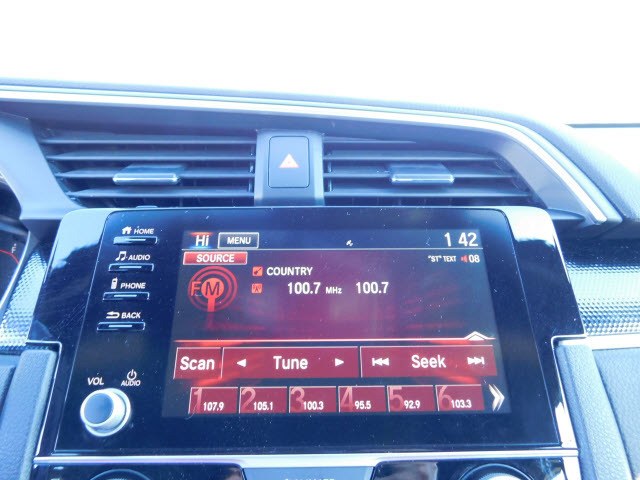 HOME
AUDIO
PHONE
BACK
VOL AUDIO
Hi MENU 1 42
SOURCE
"ST" TEXT 08
FM
COUNTRY
100.7 MHz 100.7
Scan Tune Seek
1 107.9 2 105.1 3 100.3 4 95.5 5 92.9 6 103.3